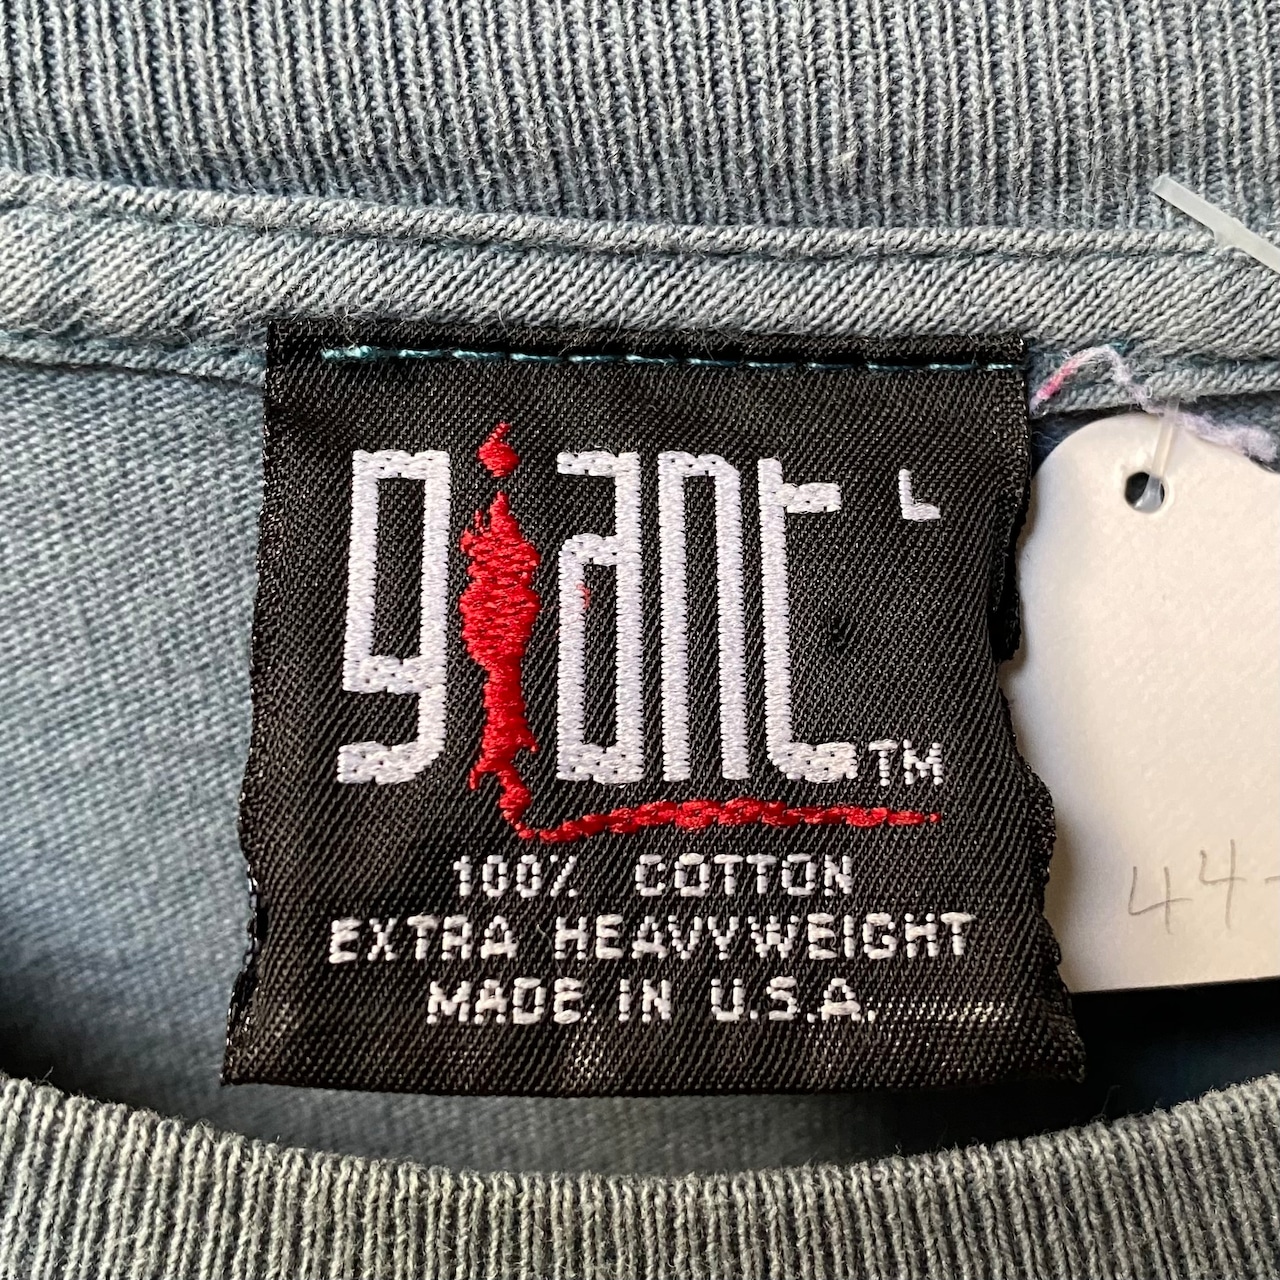 giant L
TM
100% COTTON
EXTRA HEAVYWEIGHT
MADE IN U.S.A.
44-